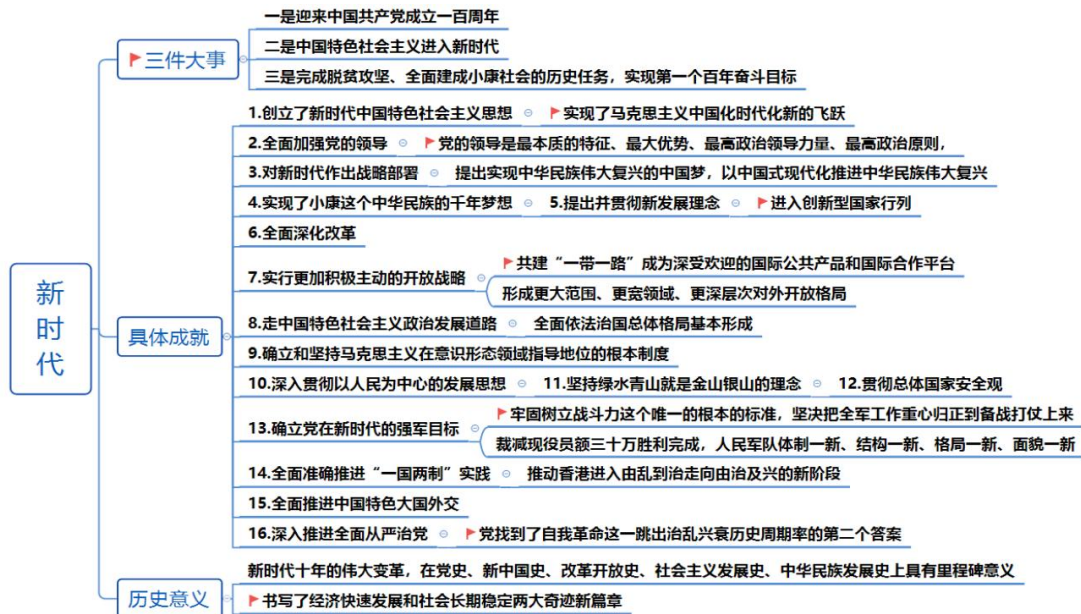 新时代
三件大事
一是迎来中国共产党成立一百周年
二是中国特色社会主义进入新时代
三是完成脱贫攻坚、全面建成小康社会的历史任务，实现第一个百年奋斗目标
具体成就
1.创立了新时代中国特色社会主义思想 实现了马克思主义中国化时代化新的飞跃
2.全面加强党的领导 党的领导是最本质的特征、最大优势、最高政治领导力量、最高政治原则，
3.对新时代作出战略部署 提出实现中华民族伟大复兴的中国梦，以中国式现代化推进中华民族伟大复兴
4.实现了小康这个中华民族的千年梦想 5.提出并贯彻新发展理念 进入创新型国家行列
6.全面深化改革
7.实行更加积极主动的开放战略
共建“一带一路”成为深受欢迎的国际公共产品和国际合作平台
形成更大范围、更宽领域、更深层次对外开放格局
8.走中国特色社会主义政治发展道路 全面依法治国总体格局基本形成
9.确立和坚持马克思主义在意识形态领域指导地位的根本制度
10.深入贯彻以人民为中心的发展思想 11.坚持绿水青山就是金山银山的理念 12.贯彻总体国家安全观
13.确立党在新时代的强军目标
牢固树立战斗力这个唯一的根本的标准，坚决把全军工作重心归正到备战打仗上来
裁减现役员额三十万胜利完成，人民军队体制一新、结构一新、格局一新、面貌一新
14.全面准确推进“一国两制”实践 推动香港进入由乱到治走向由治及兴的新阶段
15.全面推进中国特色大国外交
16.深入推进全面从严治党 党找到了自我革命这一跳出治乱兴衰历史周期率的第二个答案
历史意义
新时代十年的伟大变革，在党史、新中国史、改革开放史、社会主义发展史、中华民族发展史上具有里程碑意义
书写了经济快速发展和社会长期稳定两大奇迹新篇章